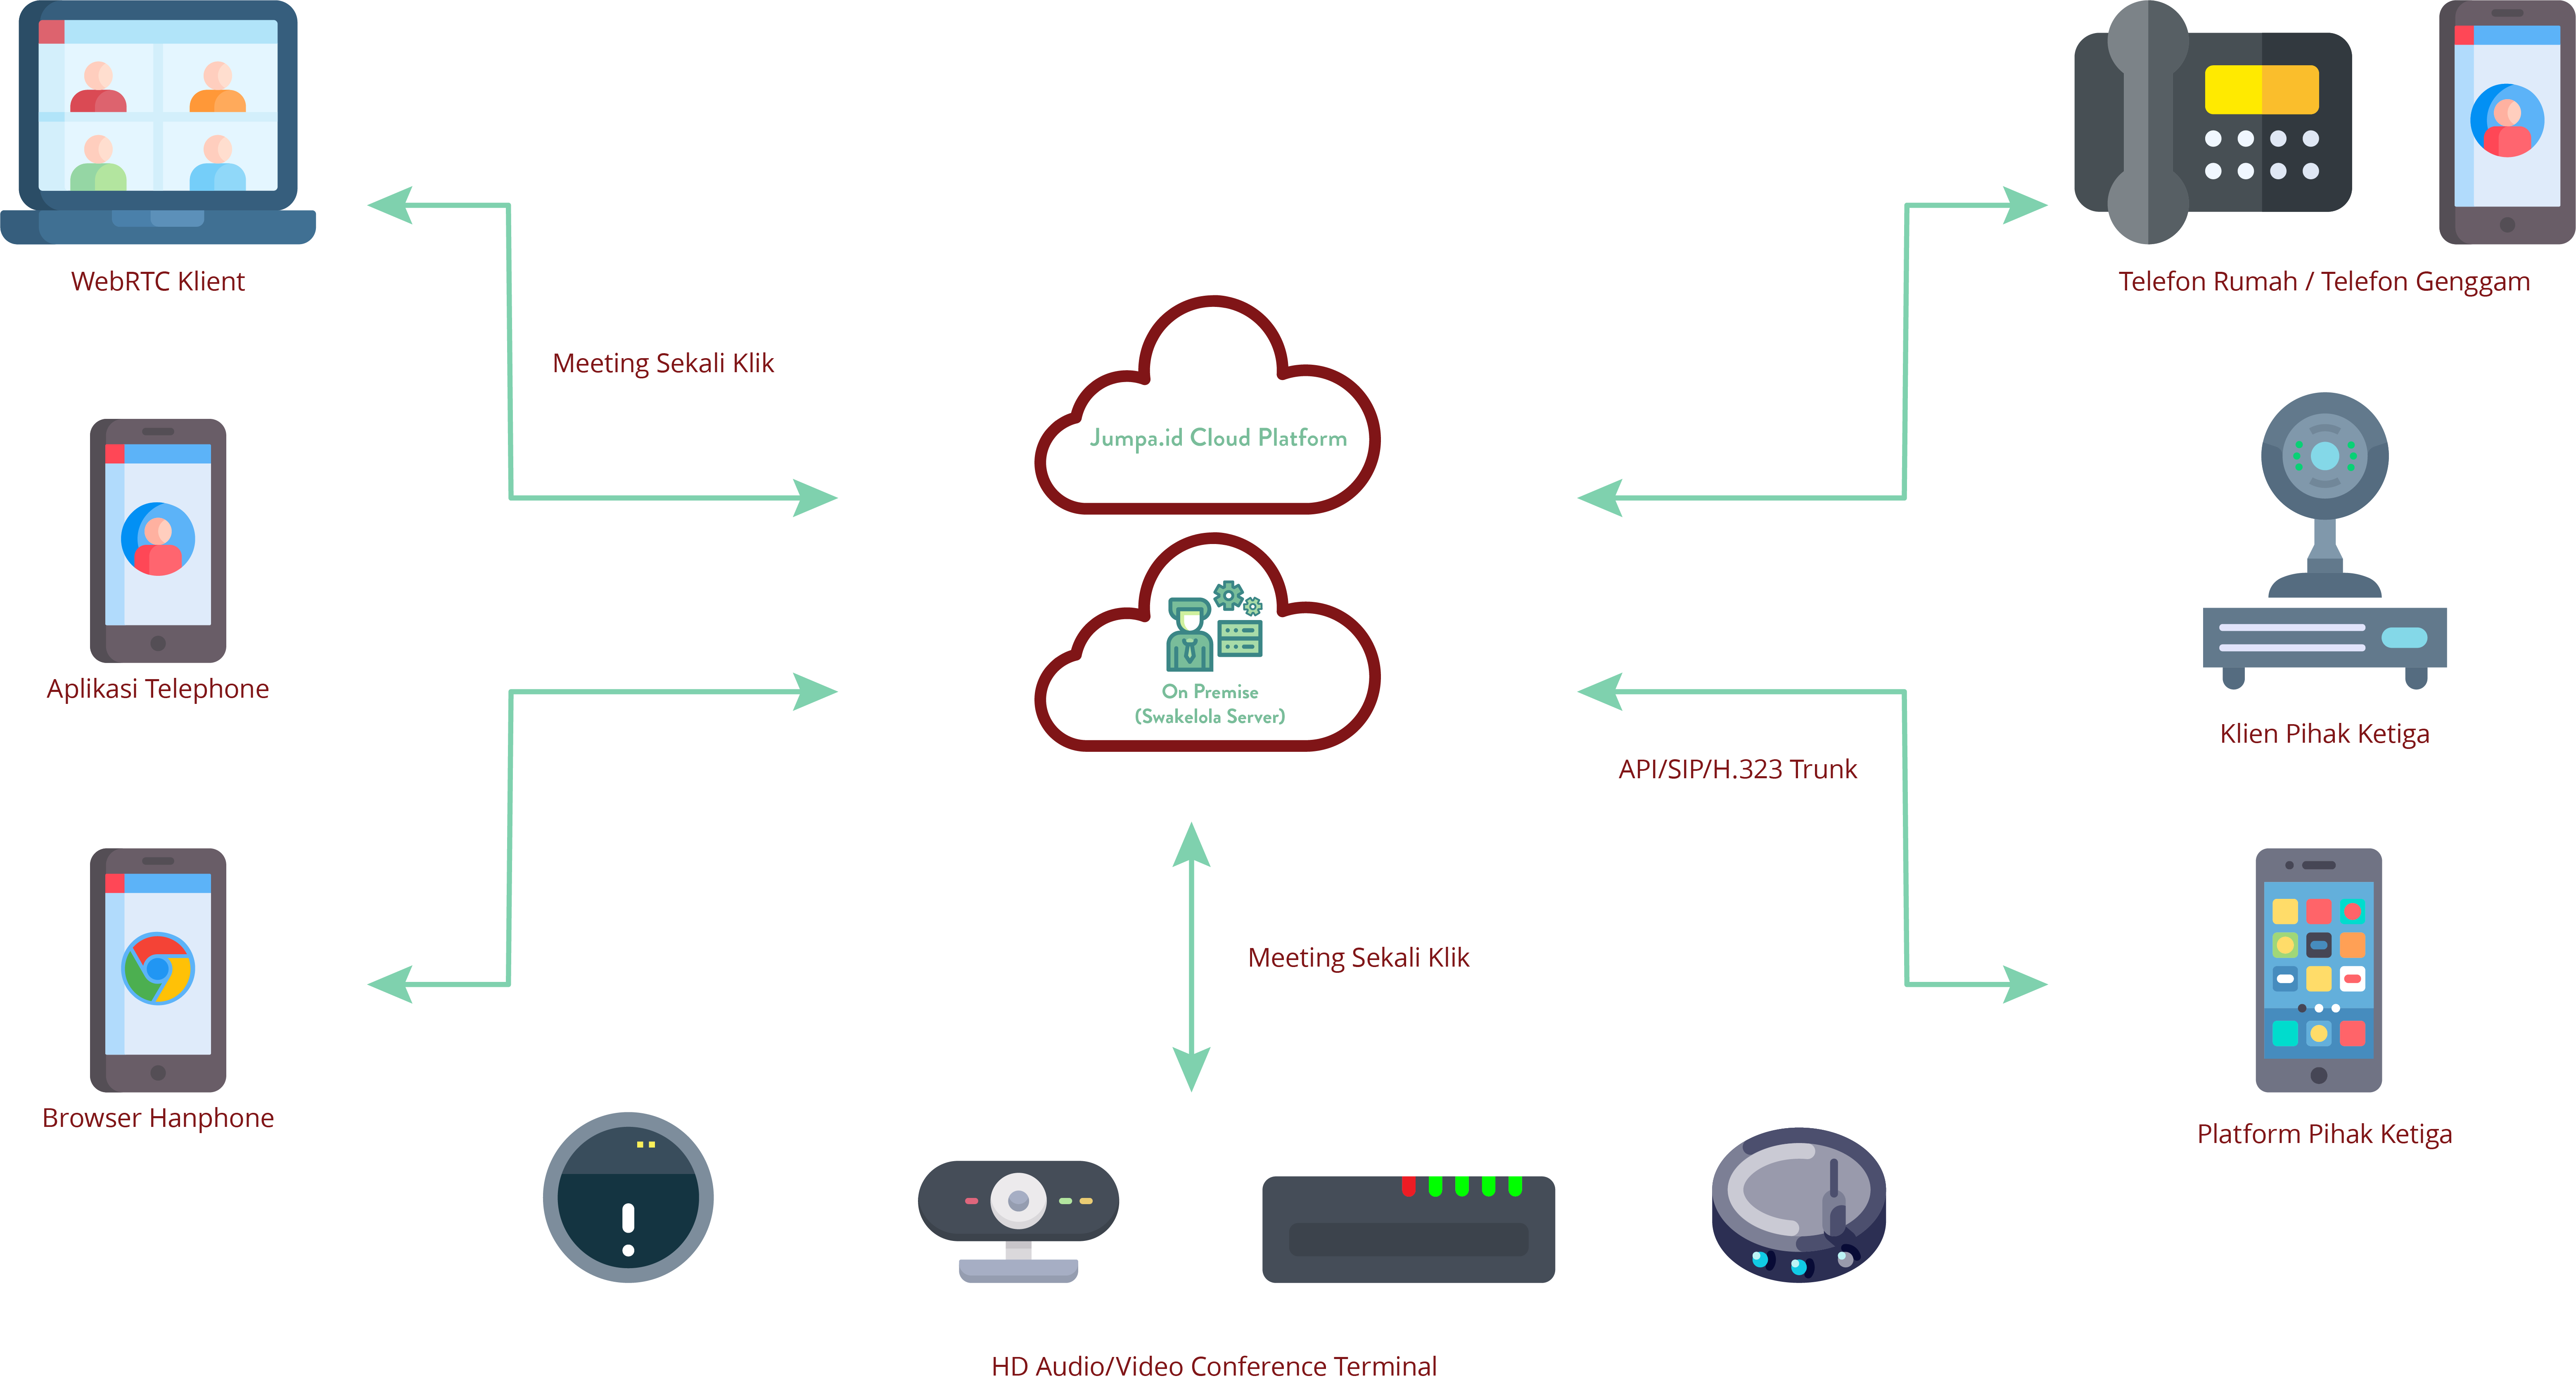 WebRTC Klient
Telefon Rumah / Telefon Genggam
Meeting Sekali Klik
Jumpa.id Cloud Platform
Aplikasi Telephone
On Premise
(Swakelola Server)
Klien Pihak Ketiga
API/SIP/H.323 Trunk
Meeting Sekali Klik
Browser Hanphone
Platform Pihak Ketiga
HD Audio/Video Conference Terminal